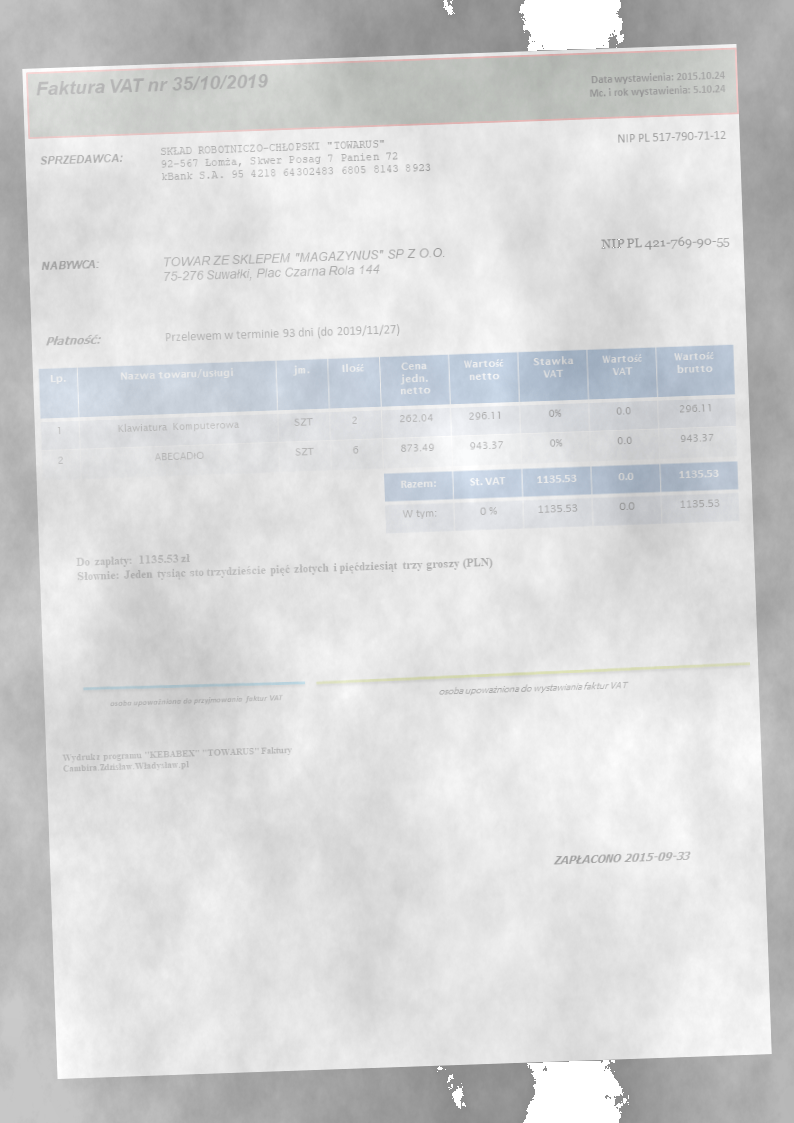 Faktura VAT nr 35/10/2019
Data wystawienia: 2015.10.24
Mc. i rok wystawienia: 5.10.24
SPRZEDAWCA:
SKŁAD ROBOTNICZO-CHŁOPSKI "TOWARUS"
92-567 Łomża, Skwer Posag 7 Panien 72
kBank S.A. 95 4218 64302483 6805 8143 8923
NIP PL 517-790-71-12
NABYWCA:
TOWAR ZE SKLEPEM "MAGAZYNUS" SP Z O.O.
75-276 Suwałki, Plac Czarna Rola 144
NIP PL 421-769-90-55
Płatność: Przelewem w terminie 93 dni (do 2019/11/27)
Lp. Nazwa towaru/usługi jm. Ilość Cena jedn. netto Wartość netto Stawka VAT Wartość VAT Wartość brutto
1 Klawiatura Komputerowa SZT 2 262.04 296.11 0% 0.0 296.11
2 ABECADŁO SZT 6 873.49 943.37 0% 0.0 943.37
Razem: St. VAT 1135.53 0.0 1135.53
W tym: 0 % 1135.53 0.0 1135.53
Do zapłaty: 1135.53 zł
Słownie: Jeden tysiąc sto trzydzieście pięć złotych i pięćdziesiąt trzy groszy (PLN)
osoba upoważniona do przyjmowania faktur VAT
osoba upoważniona do wystawiania faktur VAT
Wydruk z programu "KEBABEX" "TOWARUS" Faktury
Cambira Zdzisław Władysław.pl
ZAPŁACONO 2015-09-33